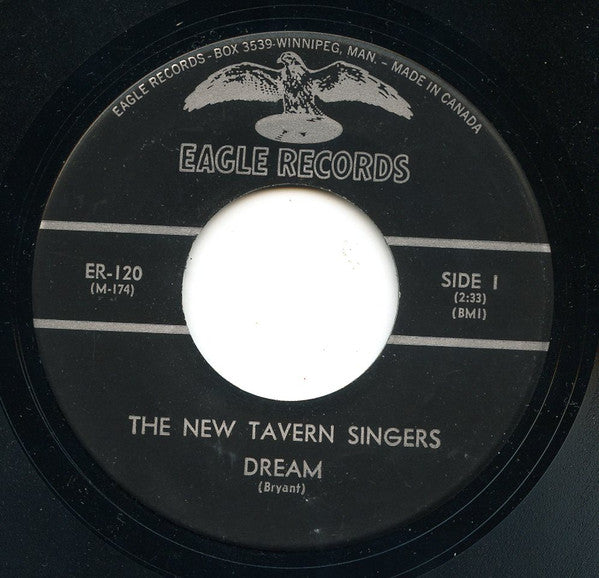 EAGLE RECORDS - BOX 3539-WINNIPEG, MAN. - MADE IN CANADA
EAGLE RECORDS
ER-120
(M-174)
SIDE 1
(2:33)
(BMI)
THE NEW TAVERN SINGERS
DREAM
(Bryant)